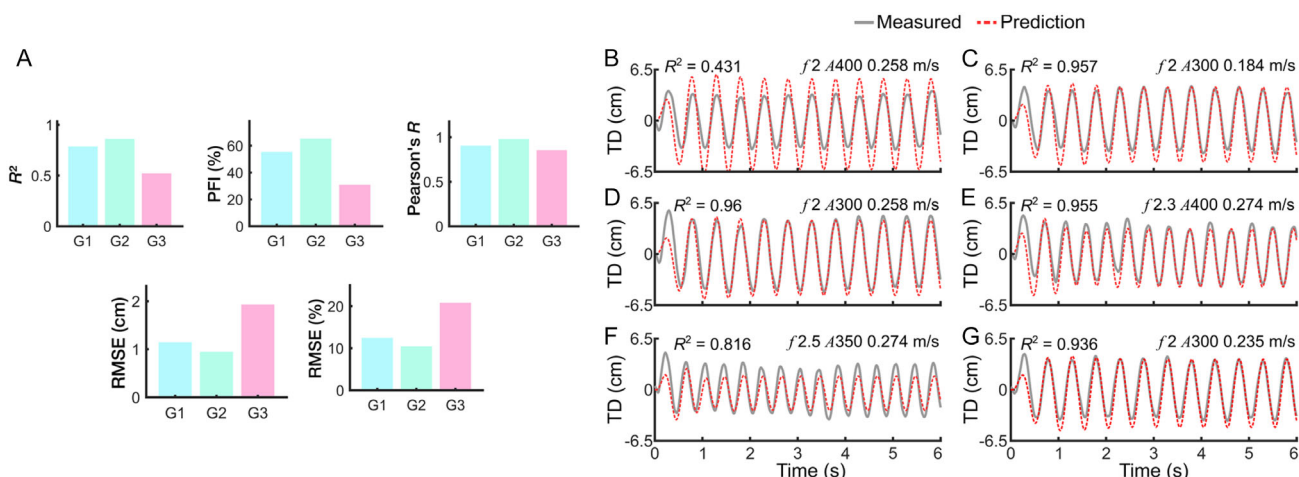 Measured Prediction
A
R²
1
0.5
0
G1 G2 G3
PFI (%)
60
40
20
0
G1 G2 G3
Pearson's R
1
0.5
0
G1 G2 G3
RMSE (cm)
2
1
0
G1 G2 G3
RMSE (%)
20
10
0
G1 G2 G3
B
R² = 0.431 f 2 A400 0.258 m/s
TD (cm)
6.5
0
-6.5
C
R² = 0.957 f 2 A300 0.184 m/s
TD (cm)
6.5
0
-6.5
D
R² = 0.96 f 2 A300 0.258 m/s
TD (cm)
6.5
0
-6.5
E
R² = 0.955 f 2.3 A400 0.274 m/s
TD (cm)
6.5
0
-6.5
F
R² = 0.816 f 2.5 A350 0.274 m/s
TD (cm)
6.5
0
-6.5
0 1 2 3 4 5 6
Time (s)
G
R² = 0.936 f 2 A300 0.235 m/s
TD (cm)
6.5
0
-6.5
0 1 2 3 4 5 6
Time (s)